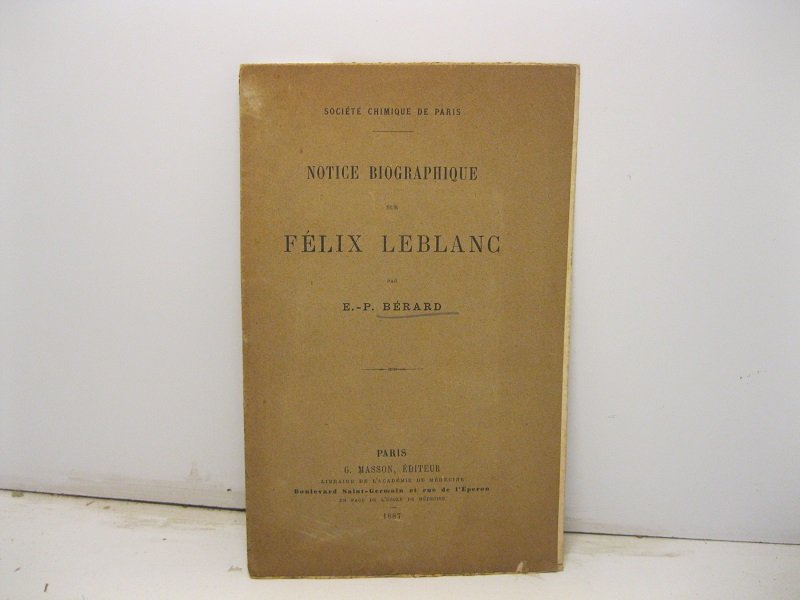 SOCIÉTÉ CHIMIQUE DE PARIS
NOTICE BIOGRAPHIQUE
SUR
FÉLIX LEBLANC
PAR
E.-P. BÉRARD
PARIS
G. MASSON, ÉDITEUR
LIBRAIRE DE L'ACADÉMIE DE MÉDECINE
Boulevard Saint-Germain et rue de l'Éperon
EN FACE DE L'ÉCOLE DE MÉDECINE
1887